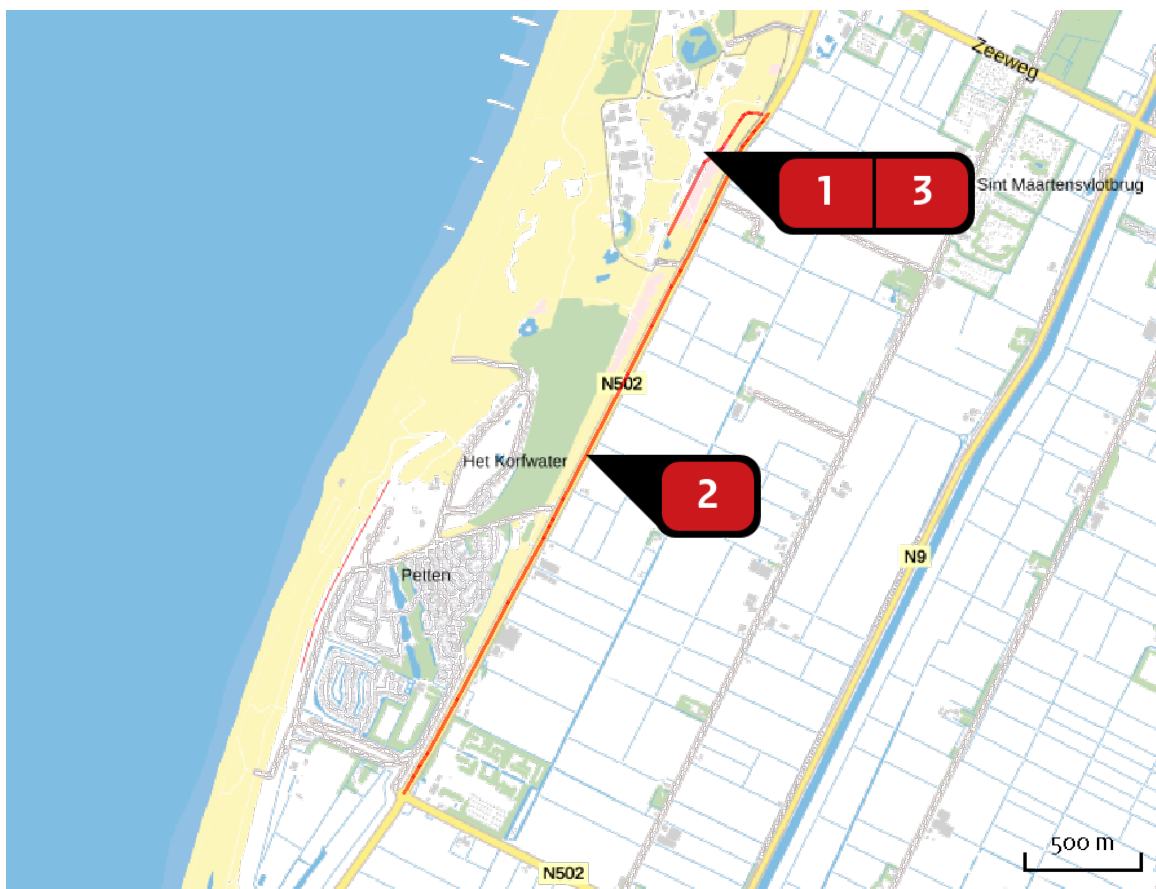 Zeeweg
1 3
Sint Maartensvlotbrug
N502
Het Korfwater
2
N9
Petten
500 m
N502